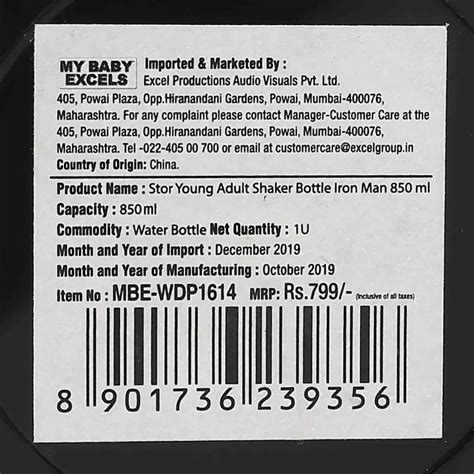 MY BABY
EXCELS
Imported & Marketed By :
Excel Productions Audio Visuals Pvt. Ltd.
405, Powai Plaza, Opp.Hiranandani Gardens, Powai, Mumbai-400076,
Maharashtra. For any complaint please contact Manager-Customer Care at the
405, Powai Plaza, Opp.Hiranandani Gardens, Powai, Mumbai-400076,
Maharashtra. Tel -022-405 00 700 or email at customercare@excelgroup.in
Country of Origin: China.
Product Name : Stor Young Adult Shaker Bottle Iron Man 850 ml
Capacity : 850ml
Commodity : Water Bottle Net Quantity : 1U
Month and Year of Import : December 2019
Month and Year of Manufacturing : October 2019
Item No : MBE-WDP1614 MRP: Rs.799/- (Inclusive of all taxes)
8 901736 239356